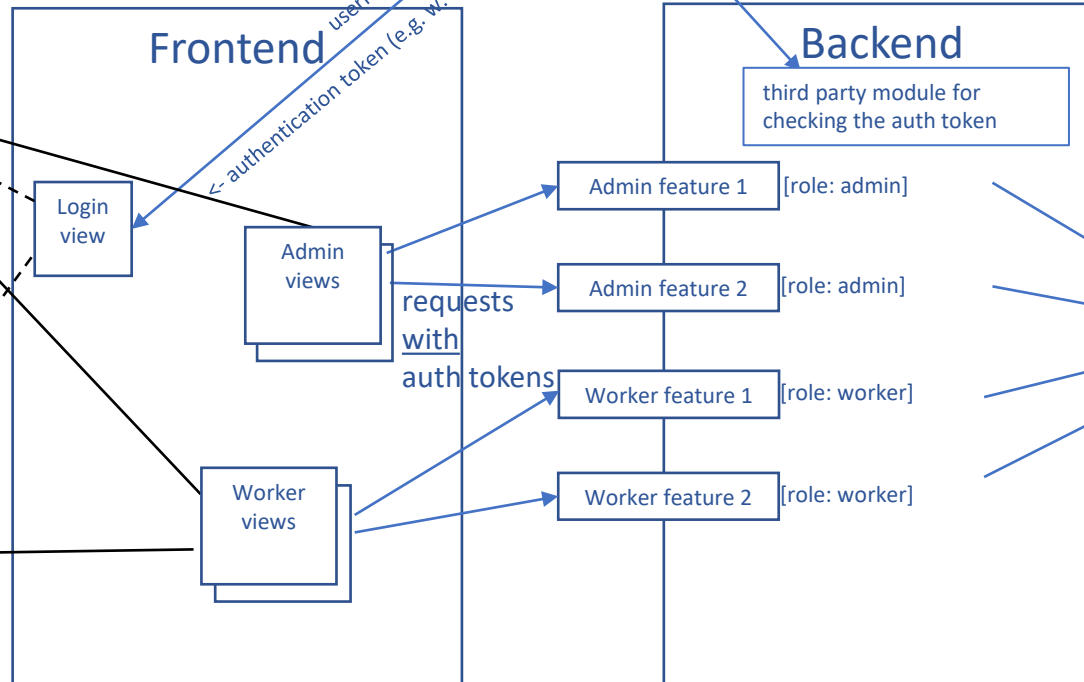 Frontend
<- authentication token (e.g. w.
Login
view
Admin
views
requests
with
auth tokens
Worker
views
Backend
third party module for
checking the auth token
Admin feature 1
[role: admin]
Admin feature 2
[role: admin]
Worker feature 1
[role: worker]
Worker feature 2
[role: worker]